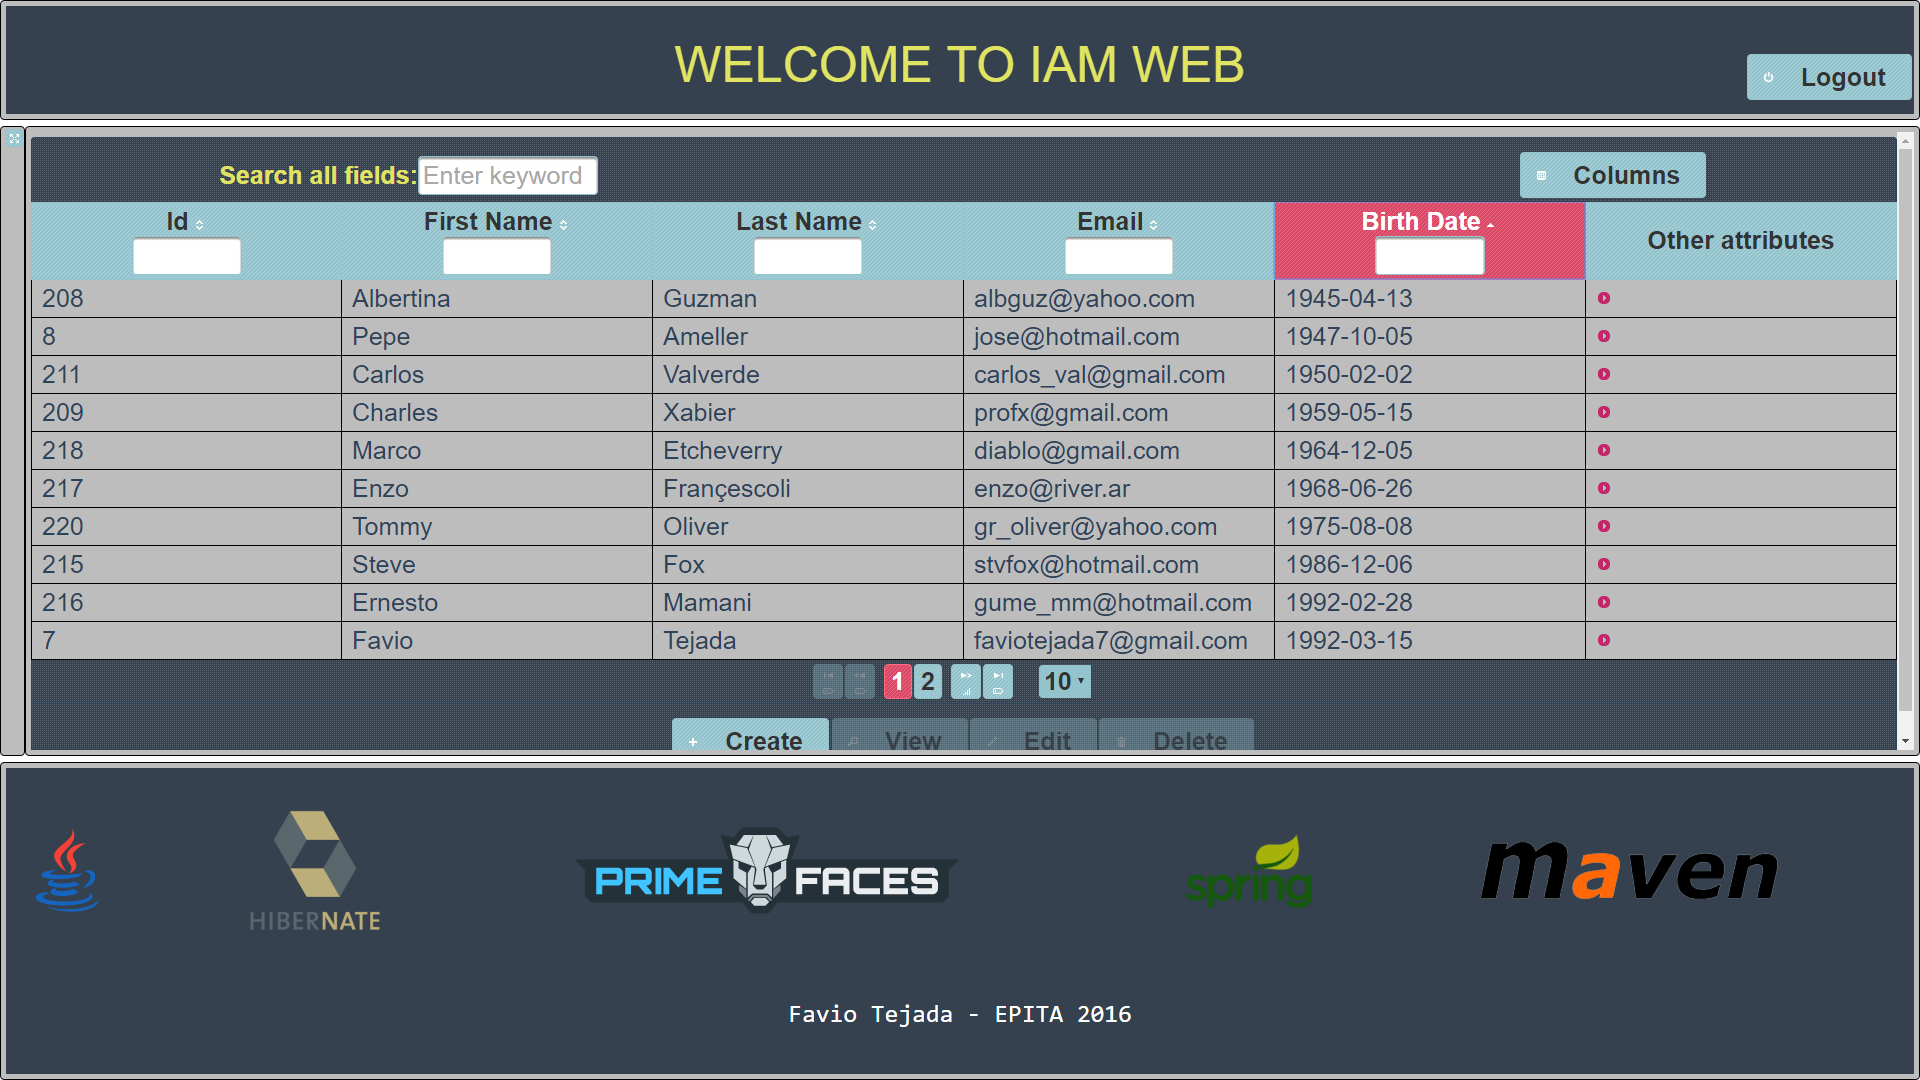 WELCOME TO IAM WEB
Logout
Search all fields: Enter keyword Columns
Id First Name Last Name Email Birth Date Other attributes
208 Albertina Guzman albguz@yahoo.com 1945-04-13
8 Pepe Ameller jose@hotmail.com 1947-10-05
211 Carlos Valverde carlos_val@gmail.com 1950-02-02
209 Charles Xabier profx@gmail.com 1959-05-15
218 Marco Etcheverry diablo@gmail.com 1964-12-05
217 Enzo Françescoli enzo@river.ar 1968-06-26
220 Tommy Oliver gr_oliver@yahoo.com 1975-08-08
215 Steve Fox stvfox@hotmail.com 1986-12-06
216 Ernesto Mamani gume_mm@hotmail.com 1992-02-28
7 Favio Tejada faviotejada7@gmail.com 1992-03-15
1 2 10
Create View Edit Delete
HIBERNATE PRIME FACES spring maven
Favio Tejada - EPITA 2016